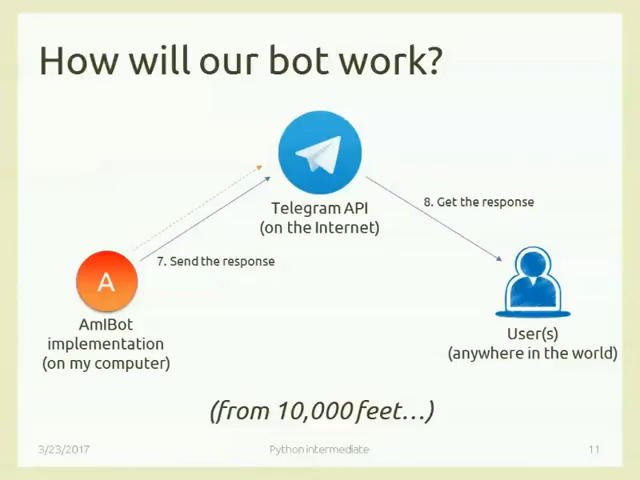 How will our bot work?
8. Get the response
Telegram API
(on the Internet)
7. Send the response
A
AmIBot
implementation
(on my computer)
User(s)
(anywhere in the world)
(from 10,000 feet...)
3/23/2017
Python intermediate
11